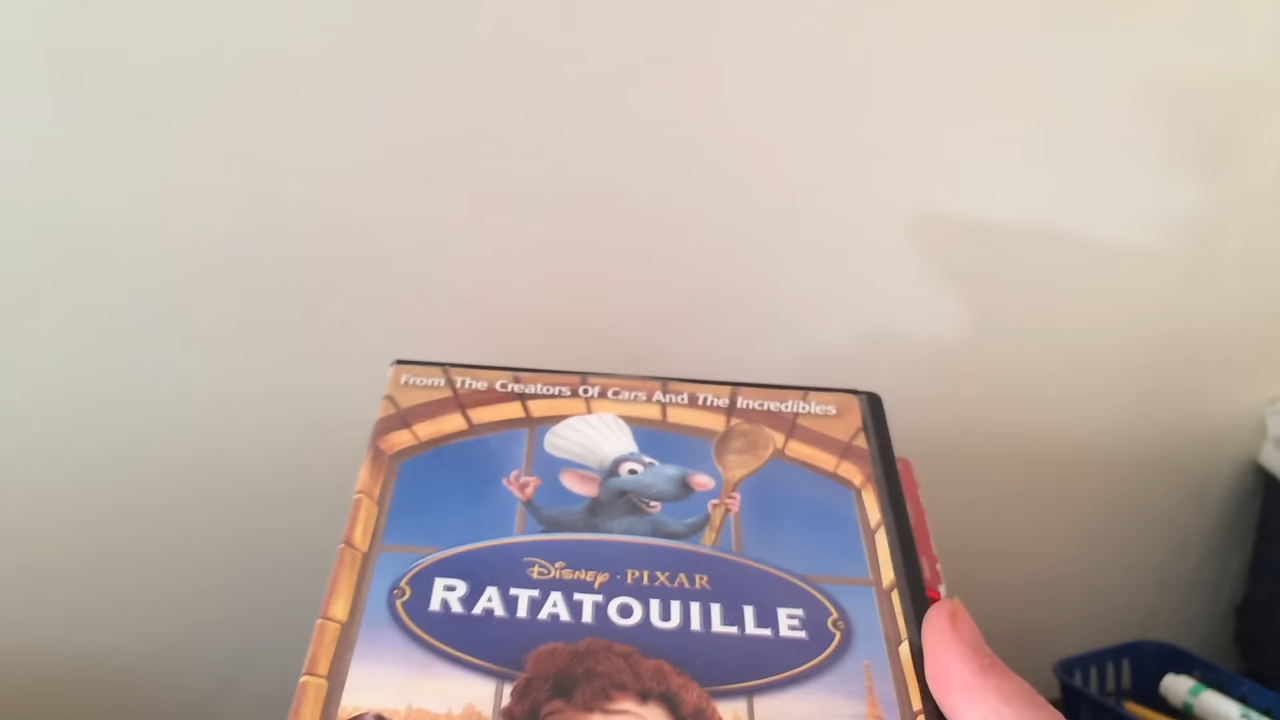 From The Creators Of Cars And The Incredibles
Disney · PIXAR
RATATOUILLE